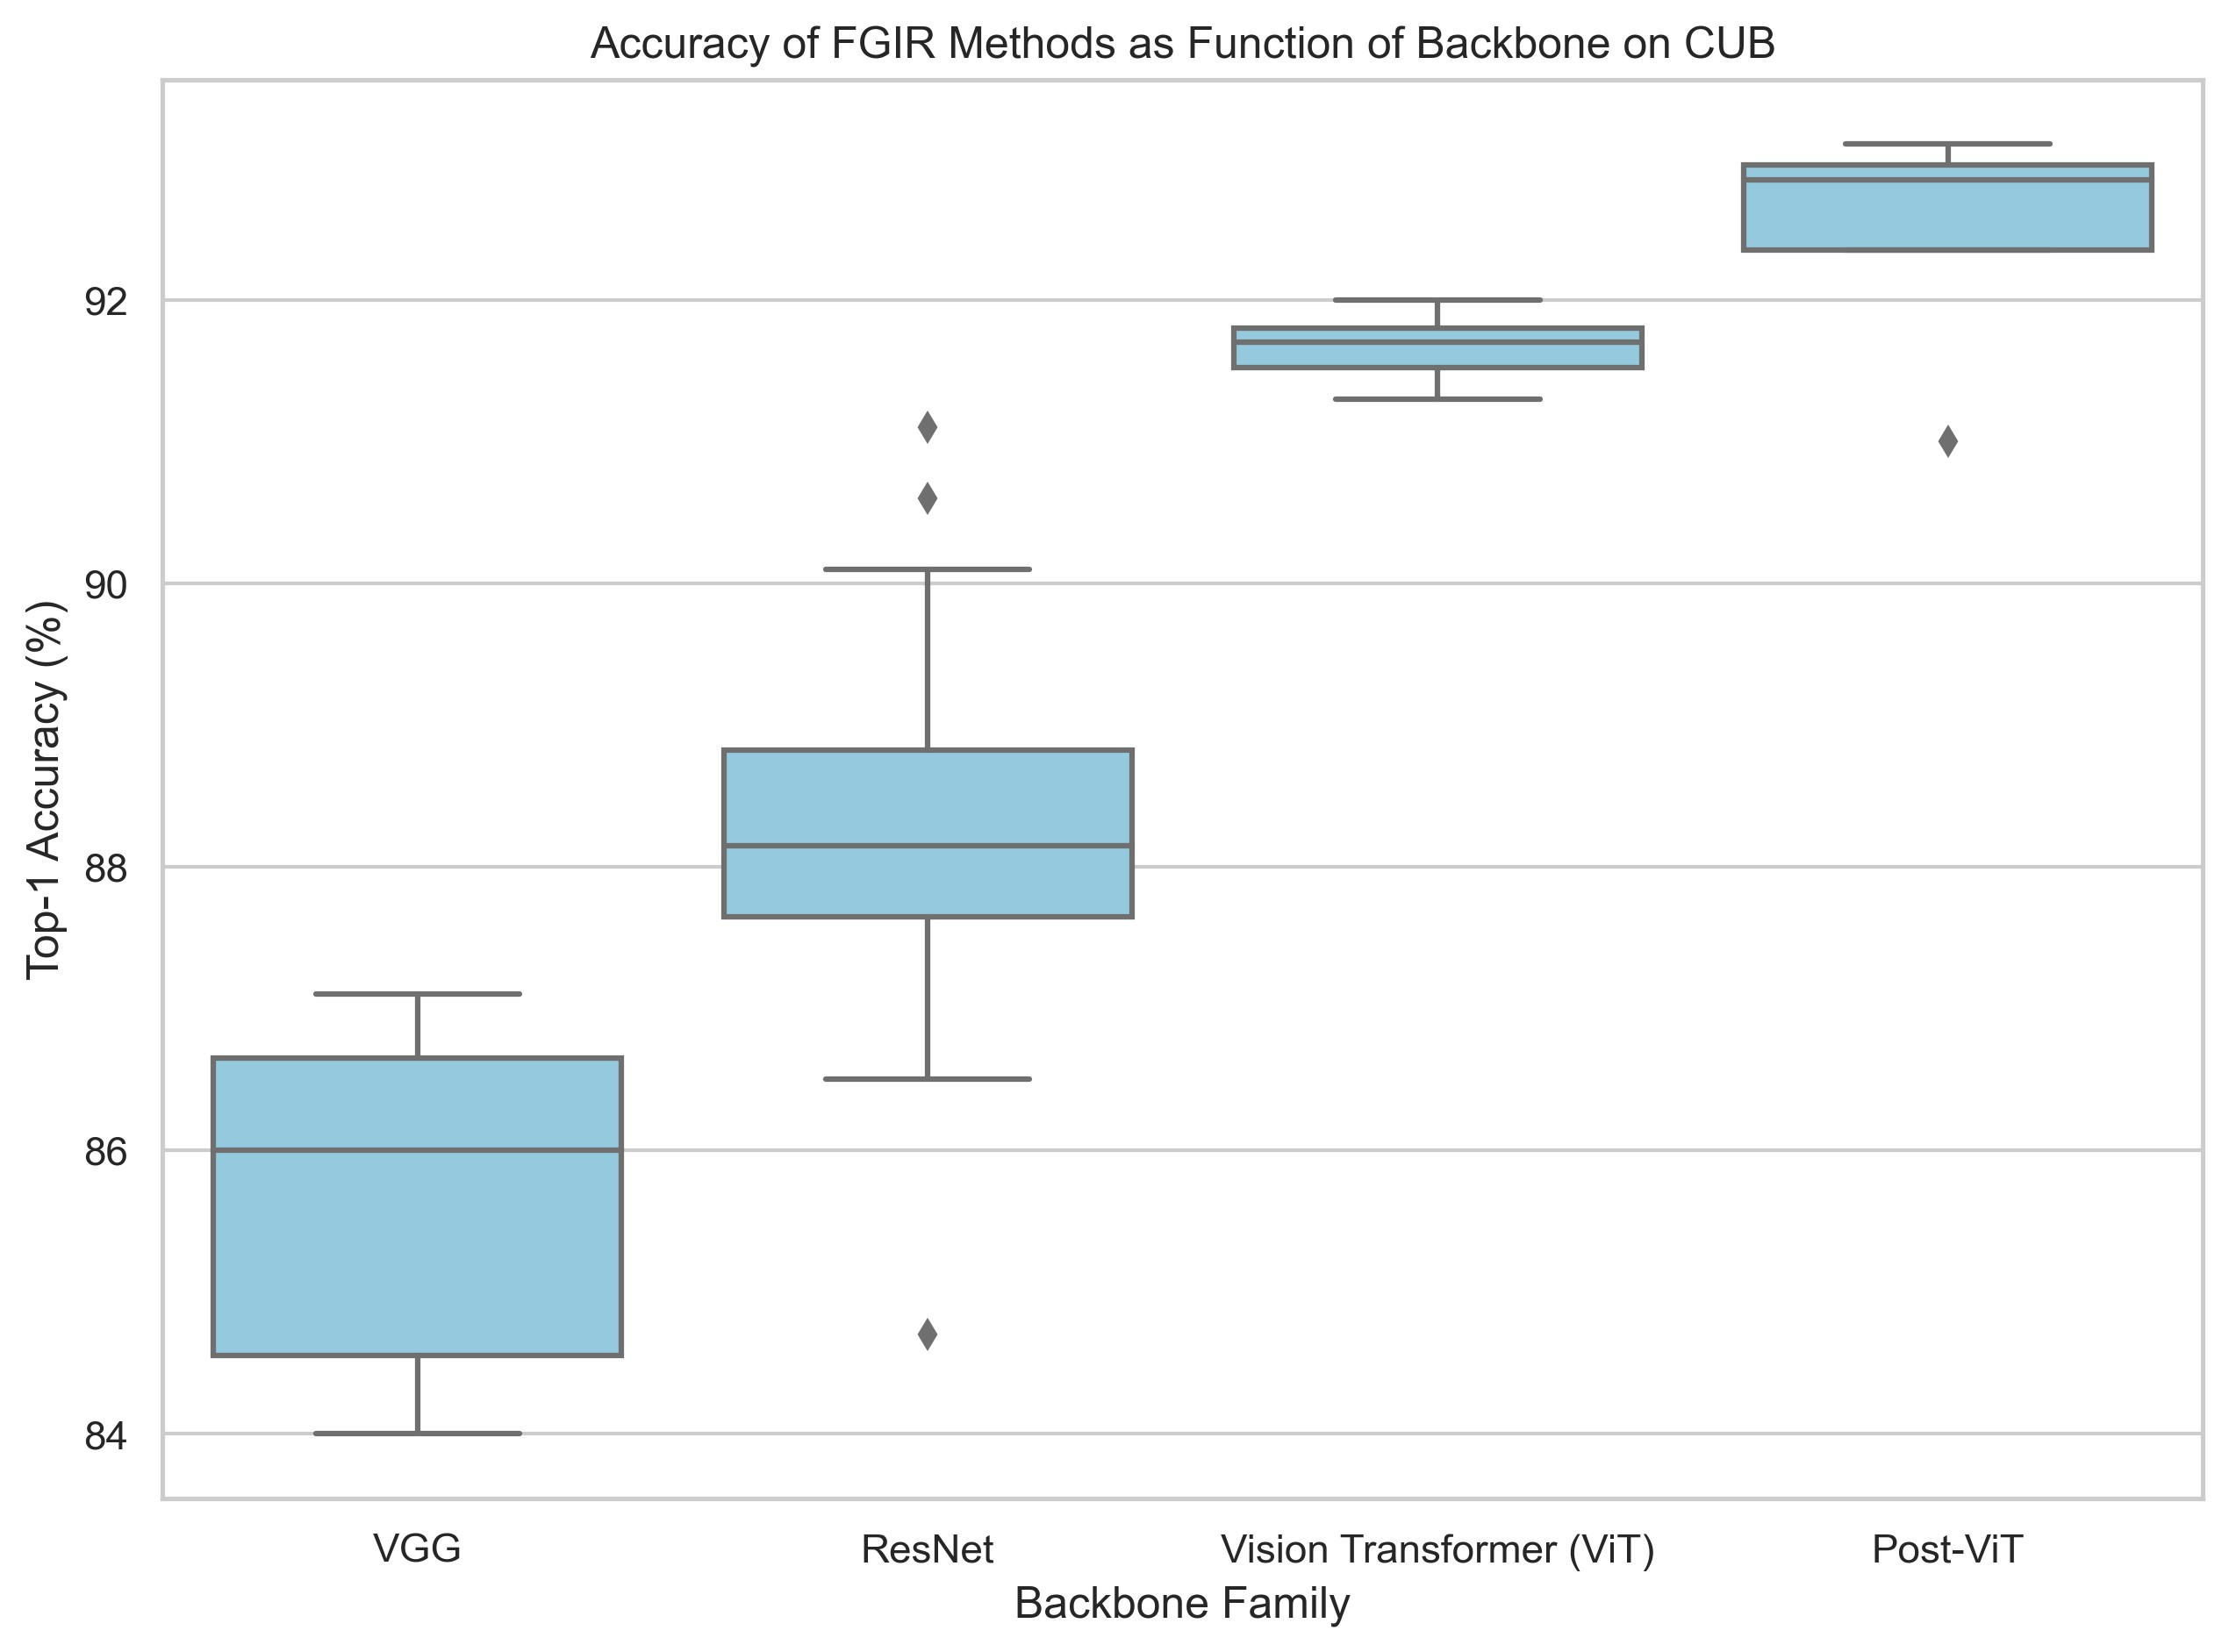 Accuracy of FGIR Methods as Function of Backbone on CUB
Top-1 Accuracy (%)
92
90
88
86
84
VGG
ResNet
Vision Transformer (ViT)
Post-ViT
Backbone Family